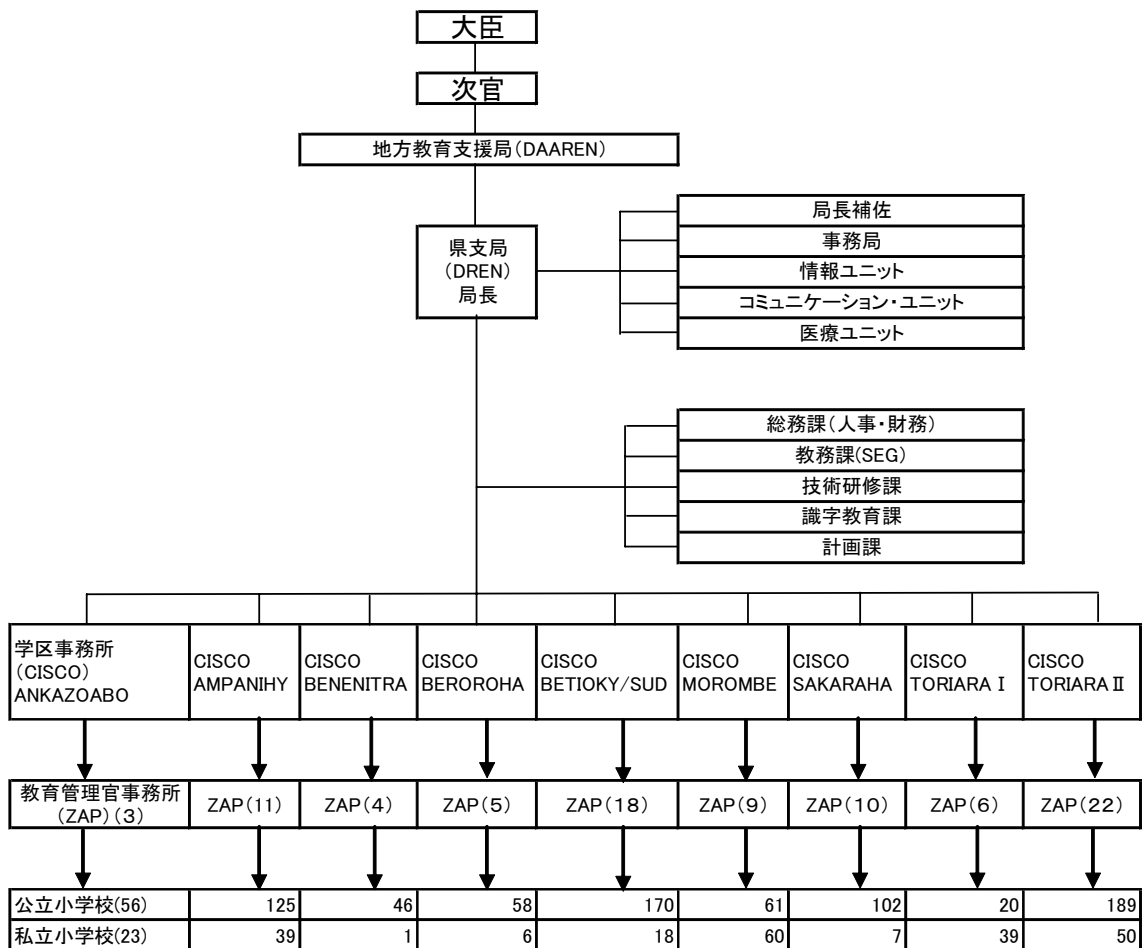 大臣
次官
地方教育支援局(DAAREN)
県支局
(DREN)
局長
局長補佐
事務局
情報ユニット
コミュニケーション・ユニット
医療ユニット
総務課(人事・財務)
教務課(SEG)
技術研修課
識字教育課
計画課
学区事務所
(CISCO)
ANKAZOABO
CISCO
AMPANIHY
CISCO
BENENITRA
CISCO
BEROROHA
CISCO
BETIOKY/SUD
CISCO
MOROMBE
CISCO
SAKARAHA
CISCO
TORIARA Ⅰ
CISCO
TORIARA Ⅱ
教育管理官事務所
(ZAP)(3)
ZAP(11)
ZAP(4)
ZAP(5)
ZAP(18)
ZAP(9)
ZAP(10)
ZAP(6)
ZAP(22)
公立小学校(56) 125 46 58 170 61 102 20 189
私立小学校(23) 39 1 6 18 60 7 39 50